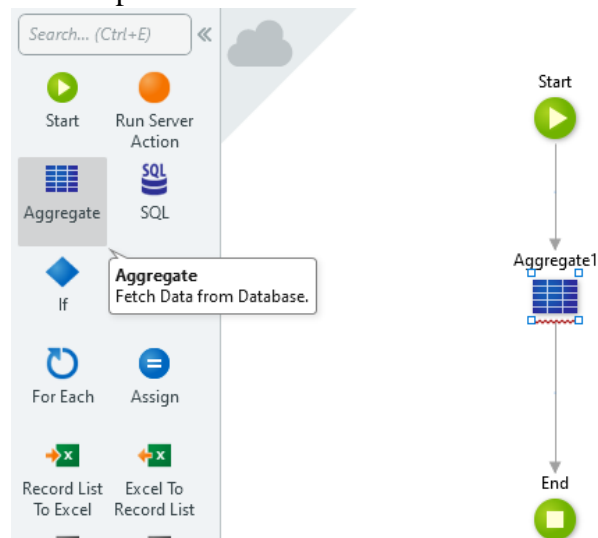 Search... (Ctrl+E)
Start
Run Server
Action
Aggregate
SQL
SQL
Aggregate
Fetch Data from Database.
If
For Each
Assign
x
x
Record List
To Excel
Excel To
Record List
Start
Aggregate1
End